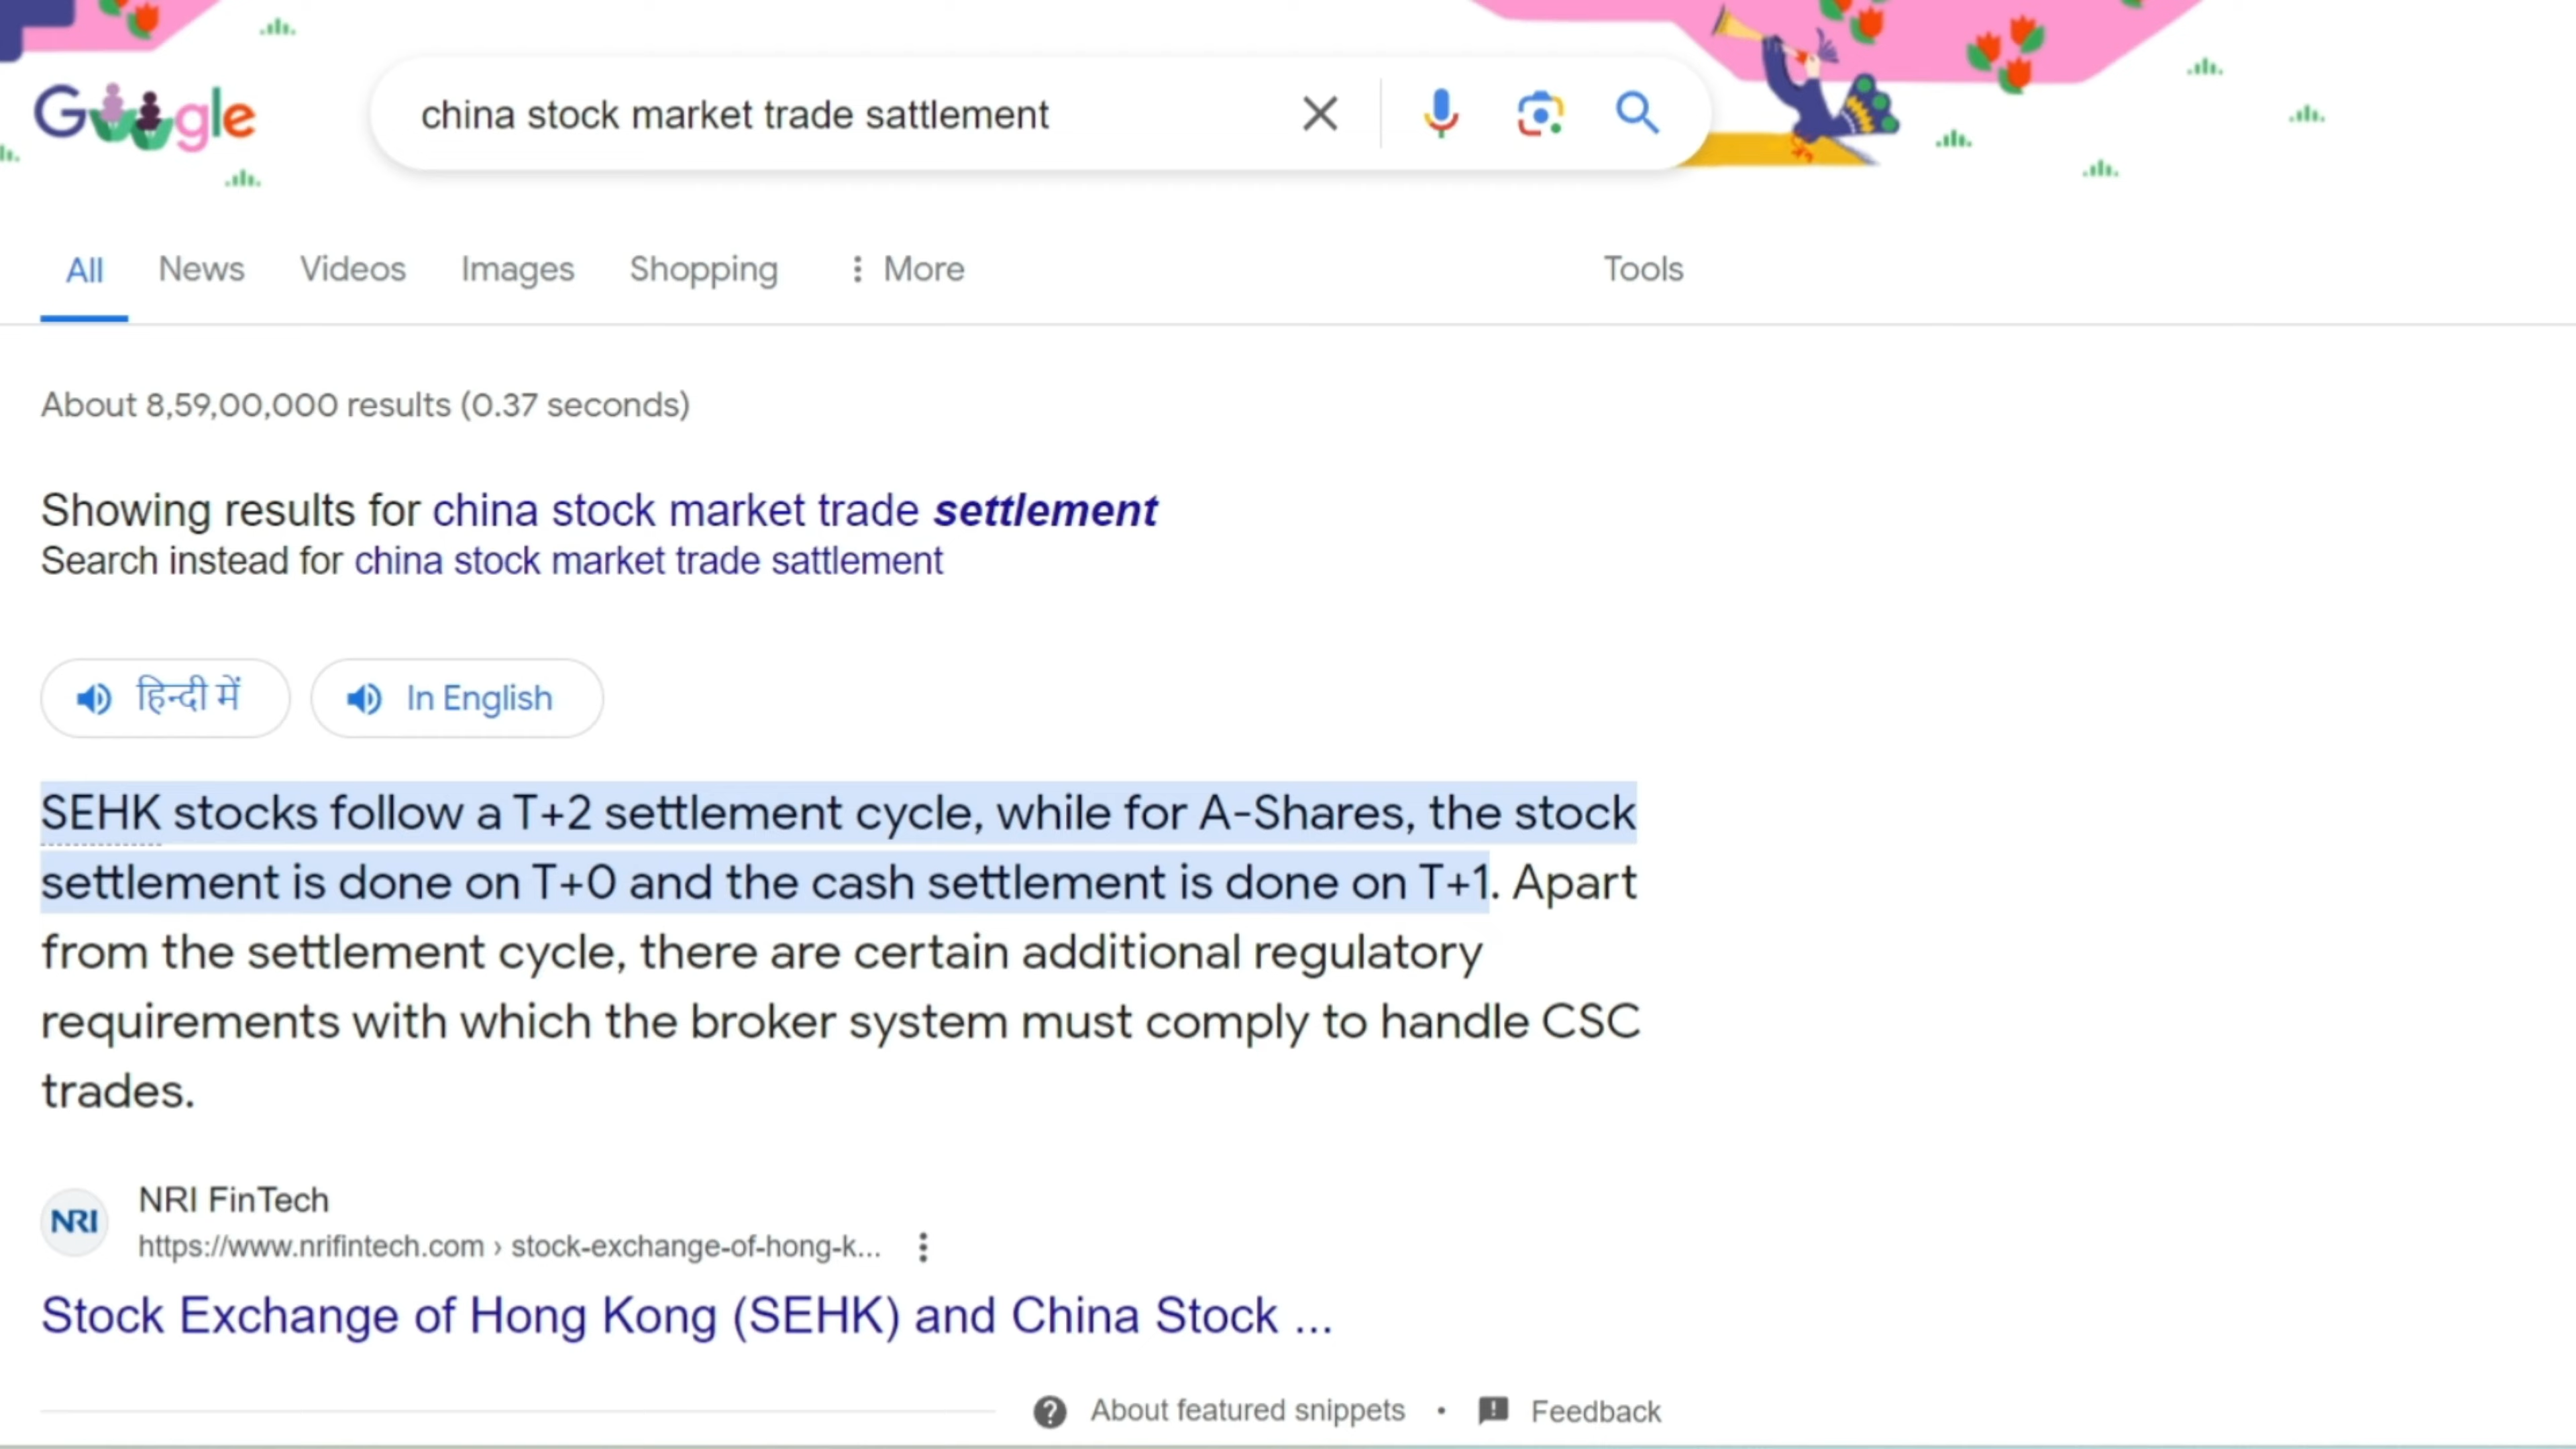 Google
china stock market trade sattlement
All News Videos Images Shopping More Tools
About 8,59,00,000 results (0.37 seconds)
Showing results for china stock market trade settlement
Search instead for china stock market trade sattlement
हिन्दी में In English
SEHK stocks follow a T+2 settlement cycle, while for A-Shares, the stock
settlement is done on T+0 and the cash settlement is done on T+1. Apart
from the settlement cycle, there are certain additional regulatory
requirements with which the broker system must comply to handle CSC
trades.
NRI
NRI FinTech
https://www.nrifintech.com › stock-exchange-of-hong-k...
Stock Exchange of Hong Kong (SEHK) and China Stock ...
About featured snippets • Feedback